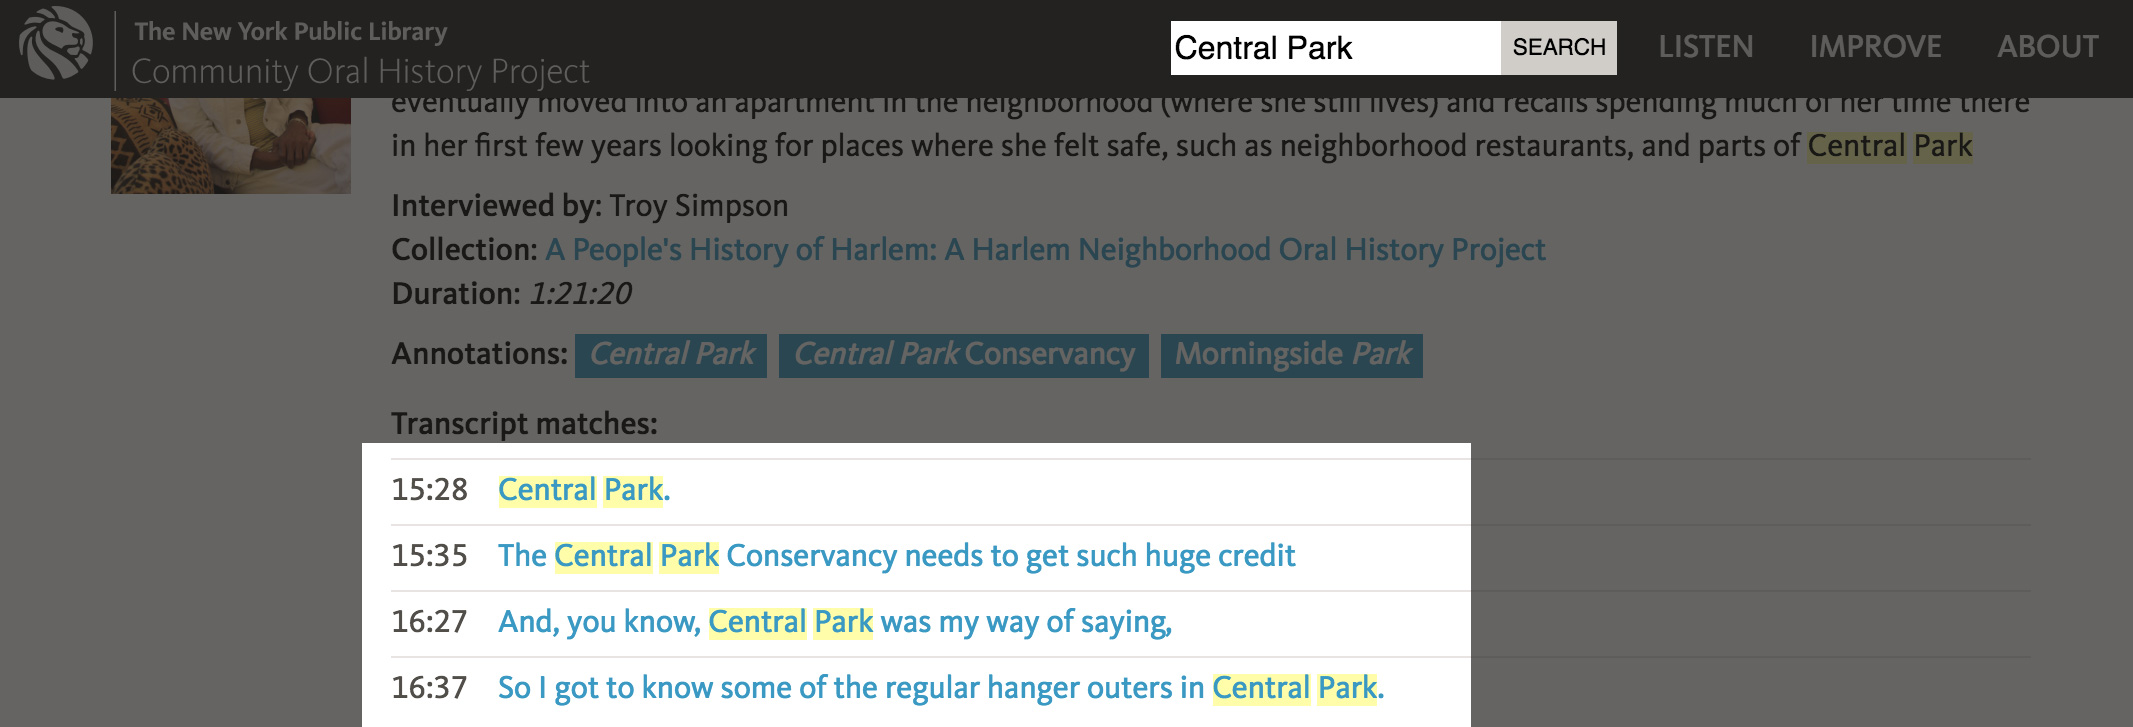 The New York Public Library
Community Oral History Project
Central Park SEARCH LISTEN IMPROVE ABOUT
eventually moved into an apartment in the neighborhood (where she still lives) and recalls spending much of her time there
in her first few years looking for places where she felt safe, such as neighborhood restaurants, and parts of Central Park
Interviewed by: Troy Simpson
Collection: A People's History of Harlem: A Harlem Neighborhood Oral History Project
Duration: 1:21:20
Annotations: Central Park Central Park Conservancy Morningside Park
Transcript matches:
15:28 Central Park.
15:35 The Central Park Conservancy needs to get such huge credit
16:27 And, you know, Central Park was my way of saying,
16:37 So I got to know some of the regular hanger outers in Central Park.